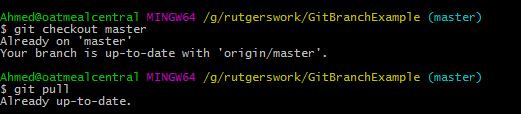 Ahmed@oatmealcentral MINGW64 /g/rutgerswork/GitBranchExample (master)
$ git checkout master
Already on 'master'
Your branch is up-to-date with 'origin/master'.
Ahmed@oatmealcentral MINGW64 /g/rutgerswork/GitBranchExample (master)
$ git pull
Already up-to-date.